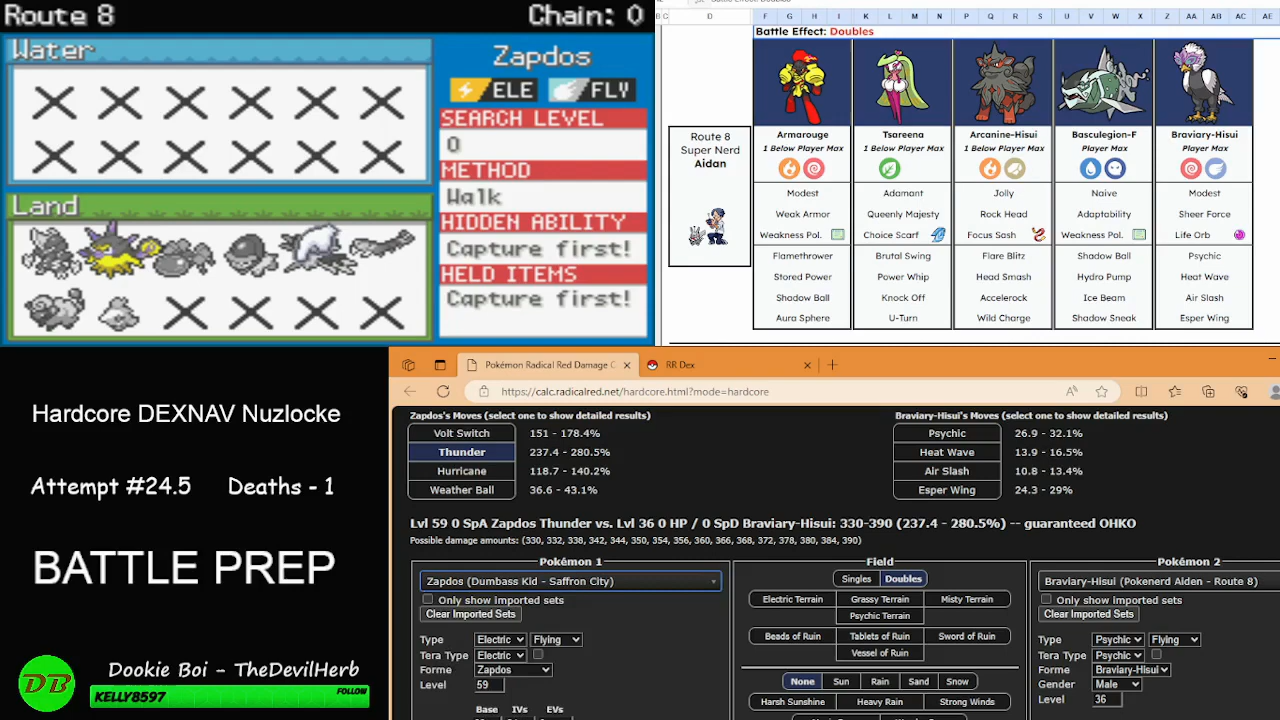 Route 8
Chain: 0
Water
Land
Zapdos
ELE
FLY
SEARCH LEVEL
0
METHOD
Walk
HIDDEN ABILITY
Capture first!
HELD ITEMS
Capture first!
B C D F G H I K L M N P Q R S U V W X Z AA AB AC AE
Battle Effect: Doubles
Route 8
Super Nerd
Aidan
Armarouge
1 Below Player Max
Modest
Weak Armor
Weakness Pol.
Flamethrower
Stored Power
Shadow Ball
Aura Sphere
Tsareena
1 Below Player Max
Adamant
Queenly Majesty
Choice Scarf
Brutal Swing
Power Whip
Knock Off
U-Turn
Arcanine-Hisui
1 Below Player Max
Jolly
Rock Head
Focus Sash
Flare Blitz
Head Smash
Accelerock
Wild Charge
Basculegion-F
Player Max
Naive
Adaptability
Weakness Pol.
Shadow Ball
Hydro Pump
Ice Beam
Shadow Sneak
Braviary-Hisui
Player Max
Modest
Sheer Force
Life Orb
Psychic
Heat Wave
Air Slash
Esper Wing
Hardcore DEXNAV Nuzlocke
Attempt #24.5 Deaths - 1
BATTLE PREP
DB
Dookie Boi - TheDevilHerb
KELLY8597
FOLLOW
Pokémon Radical Red Damage C
RR Dex
https://calc.radicalred.net/hardcore.html?mode=hardcore
Zapdos's Moves (select one to show detailed results)
Volt Switch 151 - 178.4%
Thunder 237.4 - 280.5%
Hurricane 118.7 - 140.2%
Weather Ball 36.6 - 43.1%
Braviary-Hisui's Moves (select one to show detailed results)
Psychic 26.9 - 32.1%
Heat Wave 13.9 - 16.5%
Air Slash 10.8 - 13.4%
Esper Wing 24.3 - 29%
Lvl 59 0 SpA Zapdos Thunder vs. Lvl 36 0 HP / 0 SpD Braviary-Hisui: 330-390 (237.4 - 280.5%) -- guaranteed OHKO
Possible damage amounts: (330, 332, 338, 342, 344, 350, 354, 356, 360, 366, 368, 372, 378, 380, 384, 390)
Pokémon 1
Zapdos (Dumbass Kid - Saffron City)
Only show imported sets
Clear Imported Sets
Type Electric Flying
Tera Type Electric
Forme Zapdos
Level 59
Base IVs EVs
Field
Singles Doubles
Electric Terrain Grassy Terrain Misty Terrain
Psychic Terrain
Beads of Ruin Tablets of Ruin Sword of Ruin
Vessel of Ruin
None Sun Rain Sand Snow
Harsh Sunshine Heavy Rain Strong Winds
Pokémon 2
Braviary-Hisui (Pokenerd Aiden - Route 8)
Only show imported sets
Clear Imported Sets
Type Psychic Flying
Tera Type Psychic
Forme Braviary-Hisui
Gender Male
Level 36